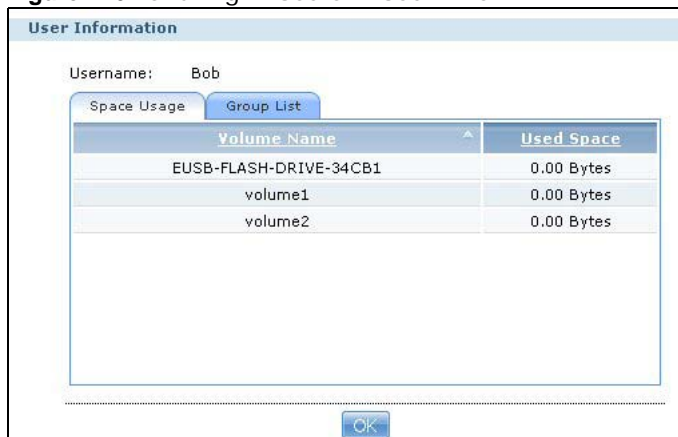 User Information
Username: Bob
Space Usage Group List
Volume Name Used Space
EUSB-FLASH-DRIVE-34CB1 0.00 Bytes
volume1 0.00 Bytes
volume2 0.00 Bytes
OK